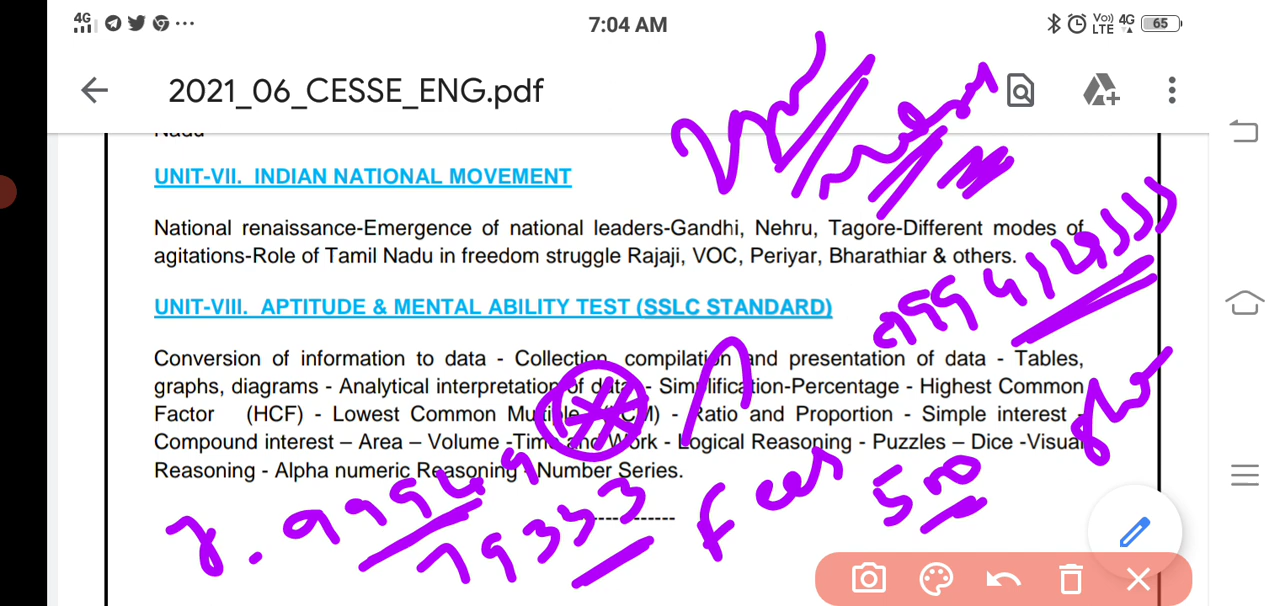 4G 7:04 AM Vo) LTE 4G 65
2021_06_CESSE_ENG.pdf
Nadu
UNIT-VII. INDIAN NATIONAL MOVEMENT
National renaissance-Emergence of national leaders-Gandhi, Nehru, Tagore-Different modes of
agitations-Role of Tamil Nadu in freedom struggle Rajaji, VOC, Periyar, Bharathiar & others.
UNIT-VIII. APTITUDE & MENTAL ABILITY TEST (SSLC STANDARD)
Conversion of information to data - Collection, compilation and presentation of data - Tables,
graphs, diagrams - Analytical interpretation of data - Simplification-Percentage - Highest Common
Factor (HCF) - Lowest Common Multiple (LCM) - Ratio and Proportion - Simple interest -
Compound interest – Area – Volume -Time and Work - Logical Reasoning - Puzzles – Dice -Visual
Reasoning - Alpha numeric Reasoning - Number Series.
fees 500